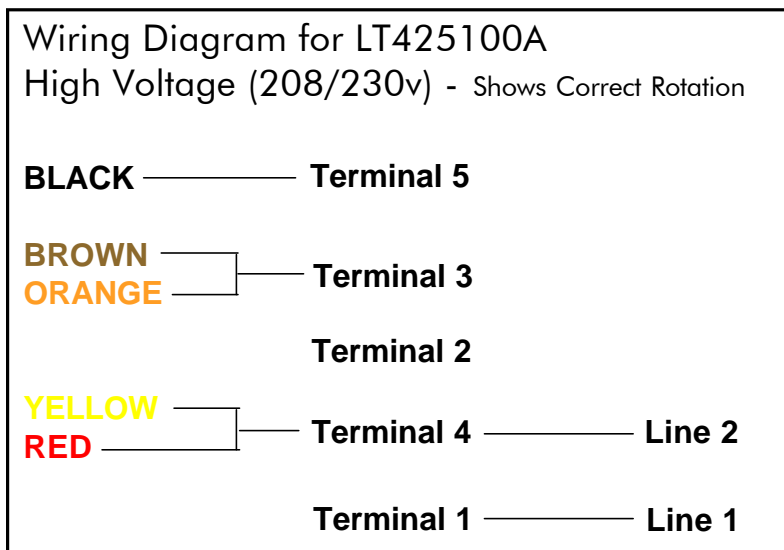 Wiring Diagram for LT425100A
High Voltage (208/230v) - Shows Correct Rotation
BLACK Terminal 5
BROWN
ORANGE
Terminal 3
Terminal 2
YELLOW
RED
Terminal 4 Line 2
Terminal 1 Line 1